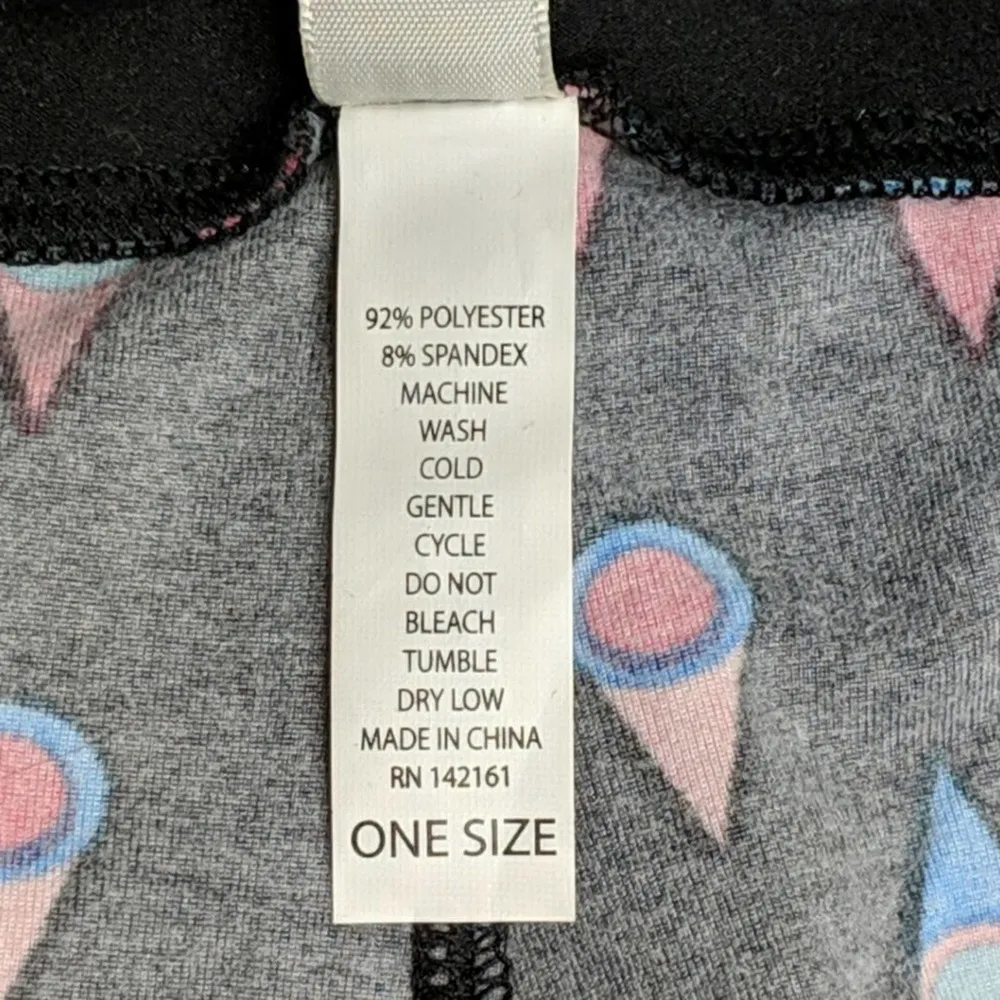 92% POLYESTER
8% SPANDEX
MACHINE
WASH
COLD
GENTLE
CYCLE
DO NOT
BLEACH
TUMBLE
DRY LOW
MADE IN CHINA
RN 142161
ONE SIZE